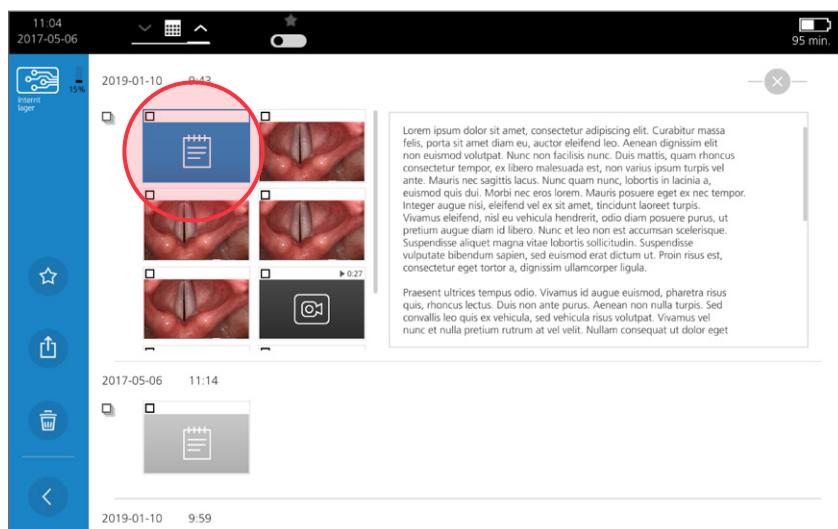 11:04
2017-05-06
95 min.
Internt
lager
15%
2019-01-10 9:43
0:27
Lorem ipsum dolor sit amet, consectetur adipiscing elit. Curabitur massa
felis, porta sit amet diam eu, auctor eleifend leo. Aenean dignissim elit
non euismod volutpat. Nunc non facilisis nunc. Duis mattis, quam rhoncus
consectetur tempor, ex libero malesuada est, non varius ipsum turpis vel
ante. Mauris nec sagittis lacus. Nunc quam nunc, lobortis in lacinia a,
euismod quis dui. Morbi nec eros lorem. Mauris posuere eget ex nec tempor.
Integer augue nisi, eleifend vel ex sit amet, tincidunt laoreet turpis.
Vivamus eleifend, nisl eu vehicula hendrerit, odio diam posuere purus, ut
pretium augue diam id libero. Nunc et leo non est accumsan scelerisque.
Suspendisse aliquet magna vitae lobortis sollicitudin. Suspendisse
vulputate bibendum sapien, sed euismod erat dictum ut. Proin risus est,
consectetur eget tortor a, dignissim ullamcorper ligula.
Praesent ultrices tempus odio. Vivamus id augue euismod, pharetra risus
quis, rhoncus lectus. Duis non ante purus. Aenean non nulla turpis. Sed
convallis leo quis ex vehicula, sed vehicula risus volutpat. Vivamus vel
nunc et nulla pretium rutrum at vel velit. Nullam consequat ut dolor eget
2017-05-06 11:14
2019-01-10 9:59